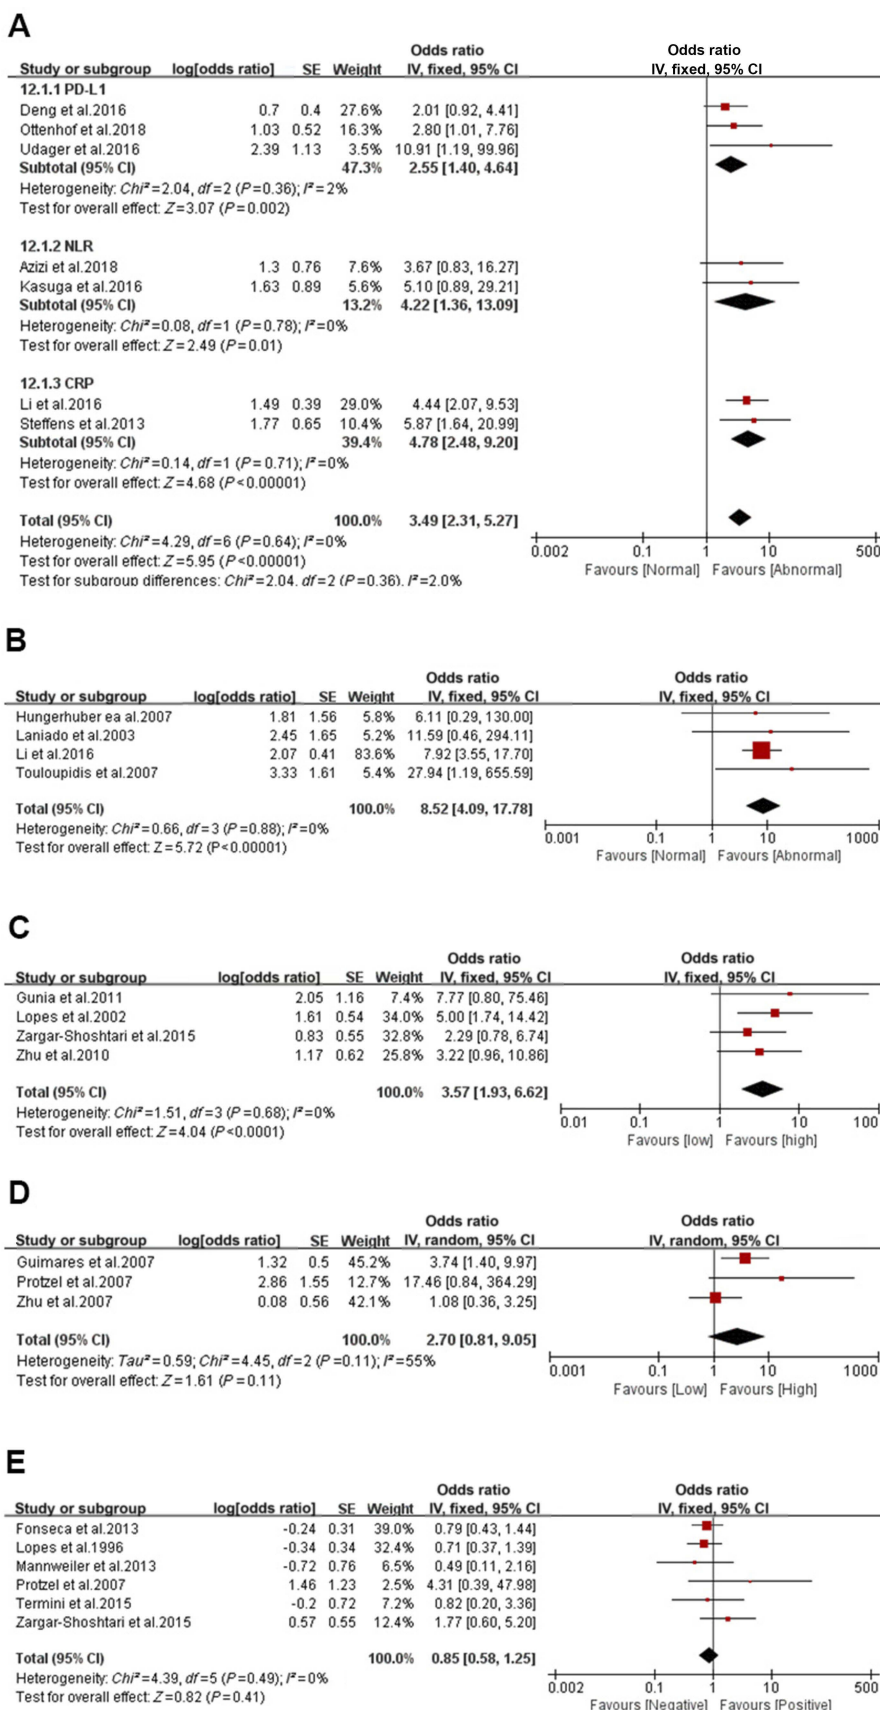 A
Odds ratio Odds ratio
Study or subgroup log[odds ratio] SE Weight IV, fixed, 95% CI IV, fixed, 95% CI
12.1.1 PD-L1
Deng et al.2016 0.7 0.4 27.6% 2.01 [0.92, 4.41]
Ottenhof et al.2018 1.03 0.52 16.3% 2.80 [1.01, 7.76]
Udager et al.2016 2.39 1.13 3.5% 10.91 [1.19, 99.96]
Subtotal (95% CI) 47.3% 2.55 [1.40, 4.64]
Heterogeneity: Chi²=2.04, df=2 (P=0.36); I²=2%
Test for overall effect: Z=3.07 (P=0.002)
12.1.2 NLR
Azizi et al.2018 1.3 0.76 7.6% 3.67 [0.83, 16.27]
Kasuga et al.2016 1.63 0.89 5.6% 5.10 [0.89, 29.21]
Subtotal (95% CI) 13.2% 4.22 [1.36, 13.09]
Heterogeneity: Chi²=0.08, df=1 (P=0.78); I²=0%
Test for overall effect: Z=2.49 (P=0.01)
12.1.3 CRP
Li et al.2016 1.49 0.39 29.0% 4.44 [2.07, 9.53]
Steffens et al.2013 1.77 0.65 10.4% 5.87 [1.64, 20.99]
Subtotal (95% CI) 39.4% 4.78 [2.48, 9.20]
Heterogeneity: Chi²=0.14, df=1 (P=0.71); I²=0%
Test for overall effect: Z=4.68 (P<0.00001)
Total (95% CI) 100.0% 3.49 [2.31, 5.27]
Heterogeneity: Chi²=4.29, df=6 (P=0.64); I²=0%
Test for overall effect: Z=5.95 (P<0.00001)
Test for subgroup differences: Chi²=2.04. df=2 (P=0.36). I²=2.0%
0.002 0.1 1 10 500
Favours [Normal] Favours [Abnormal]
B
Odds ratio Odds ratio
Study or subgroup log[odds ratio] SE Weight IV, fixed, 95% CI IV, fixed, 95% CI
Hungerhuber ea al.2007 1.81 1.56 5.8% 6.11 [0.29, 130.00]
Laniado et al.2003 2.45 1.65 5.2% 11.59 [0.46, 294.11]
Li et al.2016 2.07 0.41 83.6% 7.92 [3.55, 17.70]
Touloupidis et al.2007 3.33 1.61 5.4% 27.94 [1.19, 655.59]
Total (95% CI) 100.0% 8.52 [4.09, 17.78]
Heterogeneity: Chi²=0.66, df=3 (P=0.88); I²=0%
Test for overall effect: Z=5.72 (P<0.00001)
0.001 0.1 1 10 1000
Favours [Normal] Favours [Abnormal]
C
Odds ratio Odds ratio
Study or subgroup log[odds ratio] SE Weight IV, fixed, 95% CI IV, fixed, 95% CI
Gunia et al.2011 2.05 1.16 7.4% 7.77 [0.80, 75.46]
Lopes et al.2002 1.61 0.54 34.0% 5.00 [1.74, 14.42]
Zargar-Shoshtari et al.2015 0.83 0.55 32.8% 2.29 [0.78, 6.74]
Zhu et al.2010 1.17 0.62 25.8% 3.22 [0.96, 10.86]
Total (95% CI) 100.0% 3.57 [1.93, 6.62]
Heterogeneity: Chi²=1.51, df=3 (P=0.68); I²=0%
Test for overall effect: Z=4.04 (P<0.0001)
0.01 0.1 1 10 100
Favours [low] Favours [high]
D
Odds ratio Odds ratio
Study or subgroup log[odds ratio] SE Weight IV, random, 95% CI IV, random, 95% CI
Guimares et al.2007 1.32 0.5 45.2% 3.74 [1.40, 9.97]
Protzel et al.2007 2.86 1.55 12.7% 17.46 [0.84, 364.29]
Zhu et al.2007 0.08 0.56 42.1% 1.08 [0.36, 3.25]
Total (95% CI) 100.0% 2.70 [0.81, 9.05]
Heterogeneity: Tau²=0.59; Chi²=4.45, df=2 (P=0.11); I²=55%
Test for overall effect: Z=1.61 (P=0.11)
0.001 0.1 1 10 1000
Favours [Low] Favours [High]
E
Odds ratio Odds ratio
Study or subgroup log[odds ratio] SE Weight IV, fixed, 95% CI IV, fixed, 95% CI
Fonseca et al.2013 -0.24 0.31 39.0% 0.79 [0.43, 1.44]
Lopes et al.1996 -0.34 0.34 32.4% 0.71 [0.37, 1.39]
Mannweiler et al.2013 -0.72 0.76 6.5% 0.49 [0.11, 2.16]
Protzel et al.2007 1.46 1.23 2.5% 4.31 [0.39, 47.98]
Termini et al.2015 -0.2 0.72 7.2% 0.82 [0.20, 3.36]
Zargar-Shoshtari et al.2015 0.57 0.55 12.4% 1.77 [0.60, 5.20]
Total (95% CI) 100.0% 0.85 [0.58, 1.25]
Heterogeneity: Chi²=4.39, df=5 (P=0.49); I²=0%
Test for overall effect: Z=0.82 (P=0.41)
0.002 0.1 1 10 500
Favours [Negative] Favours [Positive]